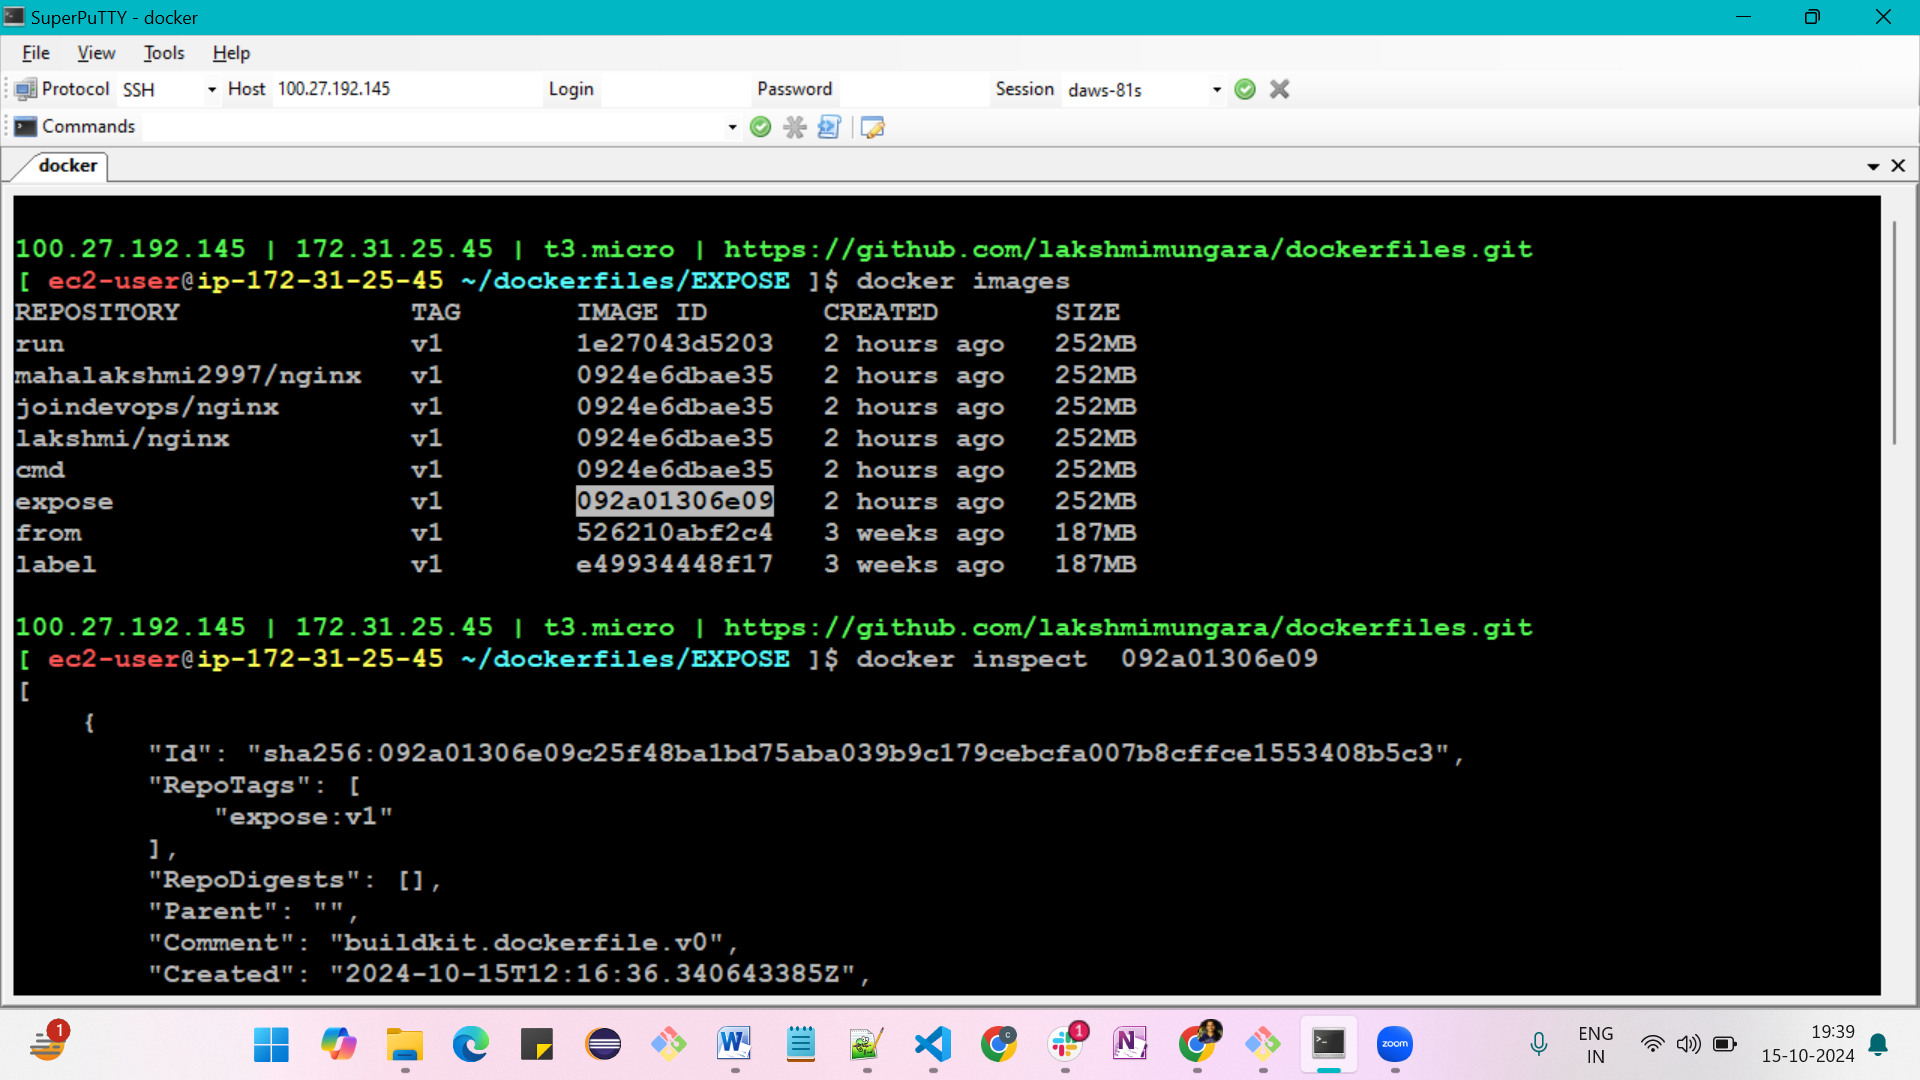 SuperPuTTY - docker
File View Tools Help
Protocol SSH Host 100.27.192.145 Login Password Session daws-81s
Commands
docker
100.27.192.145 | 172.31.25.45 | t3.micro | https://github.com/lakshmimungara/dockerfiles.git
[ ec2-user@ip-172-31-25-45 ~/dockerfiles/EXPOSE ]$ docker images
REPOSITORY TAG IMAGE ID CREATED SIZE
run v1 1e27043d5203 2 hours ago 252MB
mahalakshmi2997/nginx v1 0924e6dbae35 2 hours ago 252MB
joindevops/nginx v1 0924e6dbae35 2 hours ago 252MB
lakshmi/nginx v1 0924e6dbae35 2 hours ago 252MB
cmd v1 0924e6dbae35 2 hours ago 252MB
expose v1 092a01306e09 2 hours ago 252MB
from v1 526210abf2c4 3 weeks ago 187MB
label v1 e49934448f17 3 weeks ago 187MB
100.27.192.145 | 172.31.25.45 | t3.micro | https://github.com/lakshmimungara/dockerfiles.git
[ ec2-user@ip-172-31-25-45 ~/dockerfiles/EXPOSE ]$ docker inspect 092a01306e09
[
{
"Id": "sha256:092a01306e09c25f48ba1bd75aba039b9c179cebcfa007b8cffce1553408b5c3",
"RepoTags": [
"expose:v1"
],
"RepoDigests": [],
"Parent": "",
"Comment": "buildkit.dockerfile.v0",
"Created": "2024-10-15T12:16:36.340643385Z",
1
W
C
1
N
zoom
ENG
IN
19:39
15-10-2024